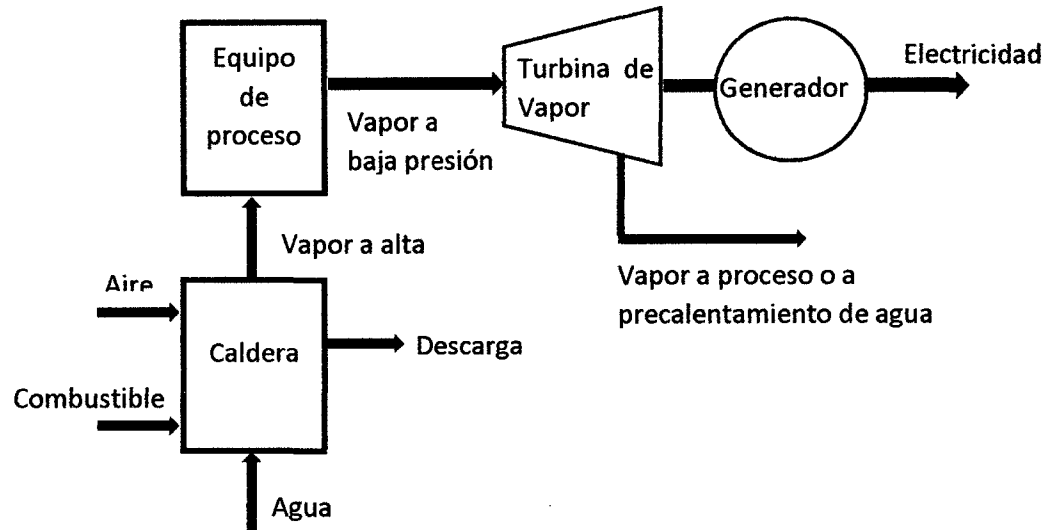 Equipo
de
proceso
Turbina de
Vapor
Generador
Electricidad
Vapor a
baja presión
Vapor a alta
Vapor a proceso o a
precalentamiento de agua
Aire
Caldera
Descarga
Combustible
Agua